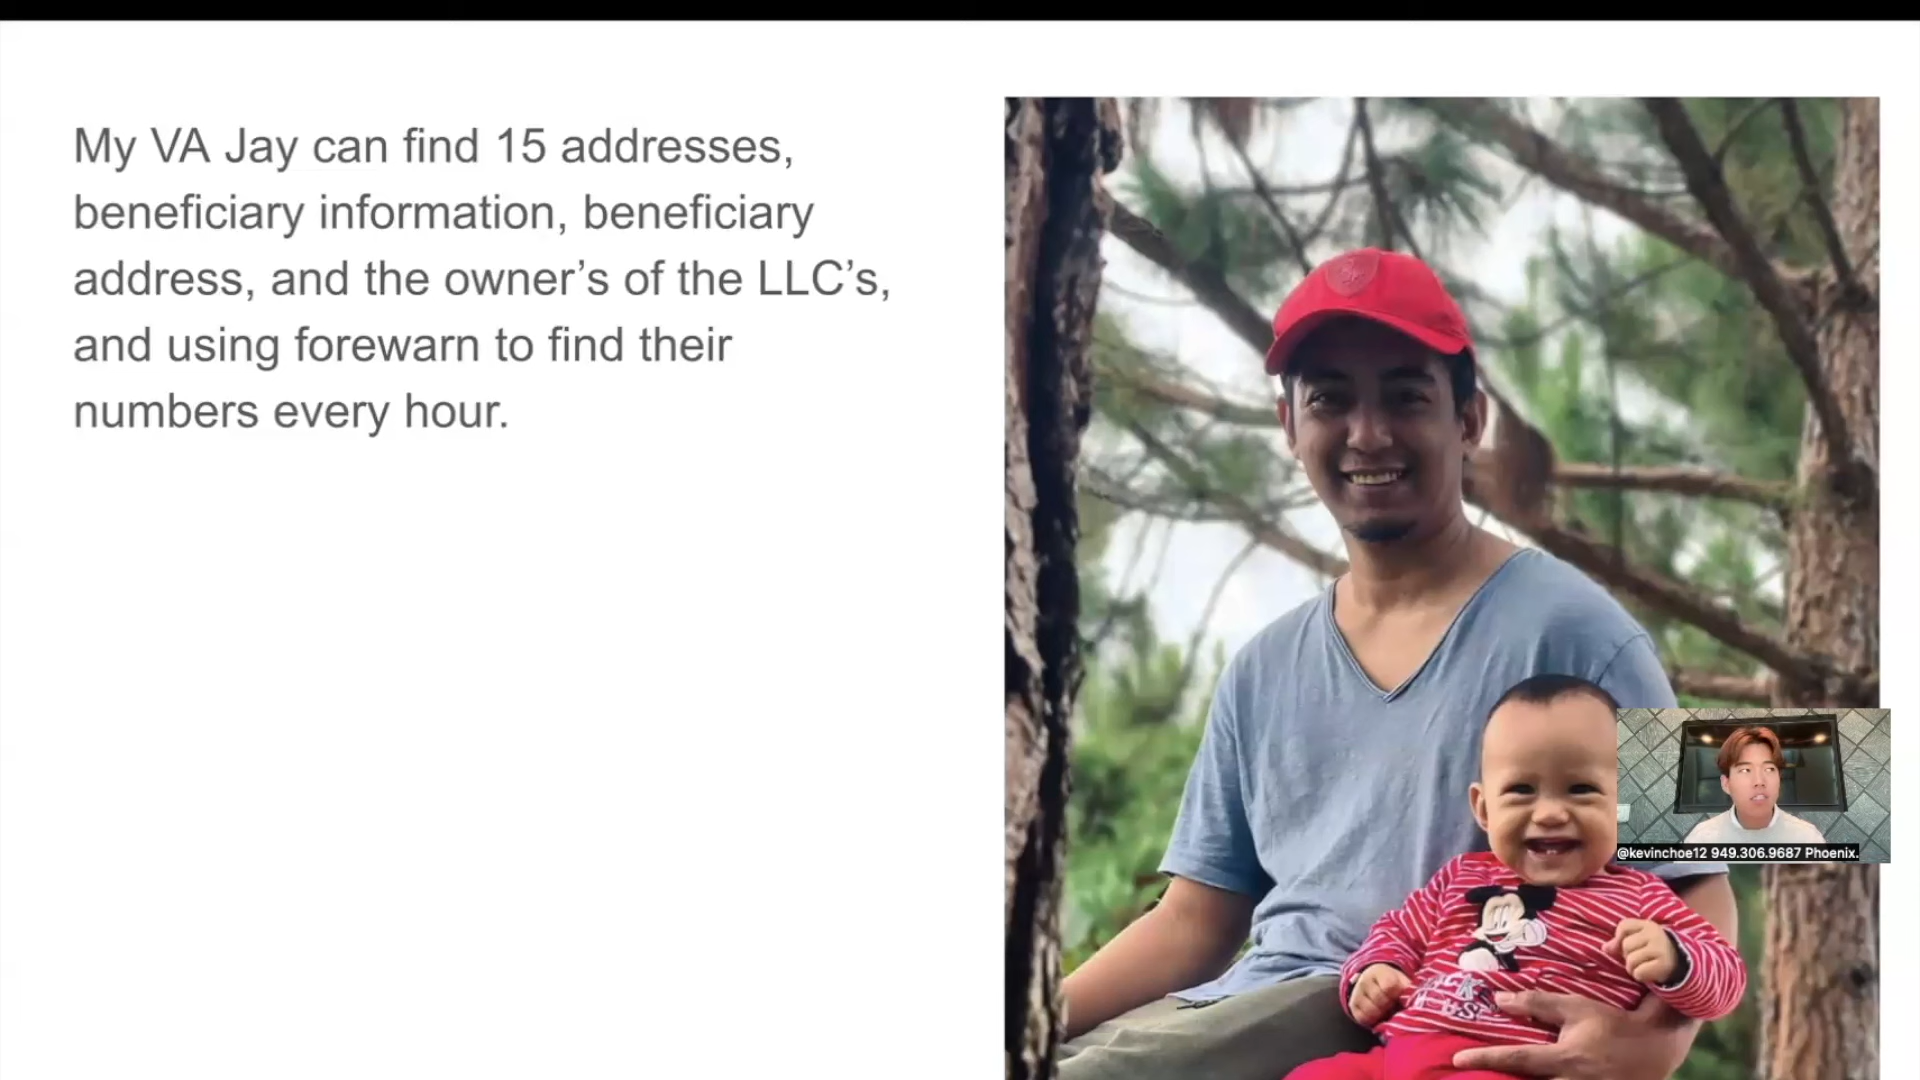 My VA Jay can find 15 addresses,
beneficiary information, beneficiary
address, and the owner’s of the LLC’s,
and using forewarn to find their
numbers every hour.
@kevinchoe12 949.306.9687 Phoenix.